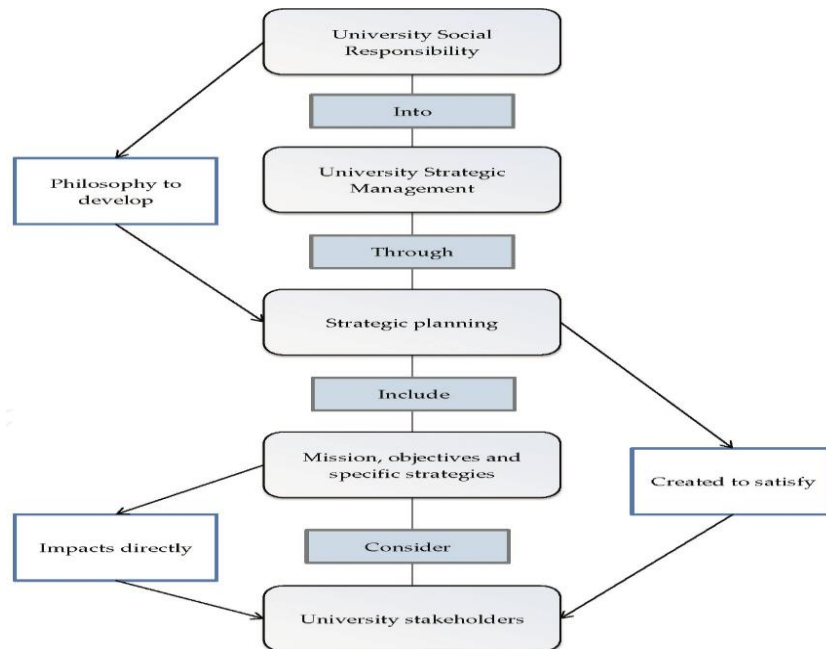 University Social
Responsibility
Into
University Strategic
Management
Philosophy to
develop
Through
Strategic planning
Include
Mission, objectives and
specific strategies
Created to satisfy
Impacts directly
Consider
University stakeholders